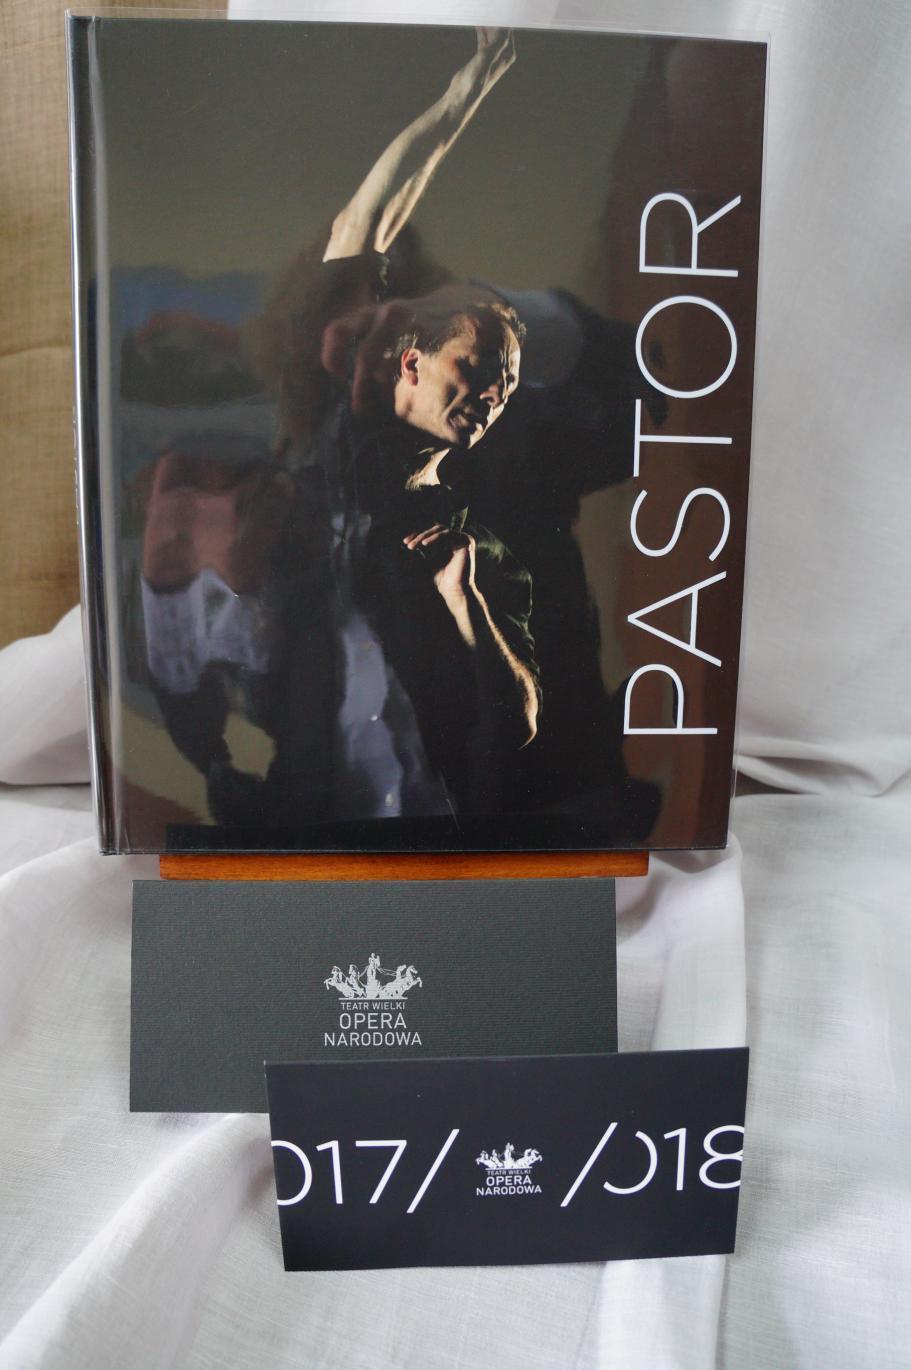 PASTOR
TEATR WIELKI
OPERA
NARODOWA
017/
TEATR WIELKI
OPERA
NARODOWA
/018